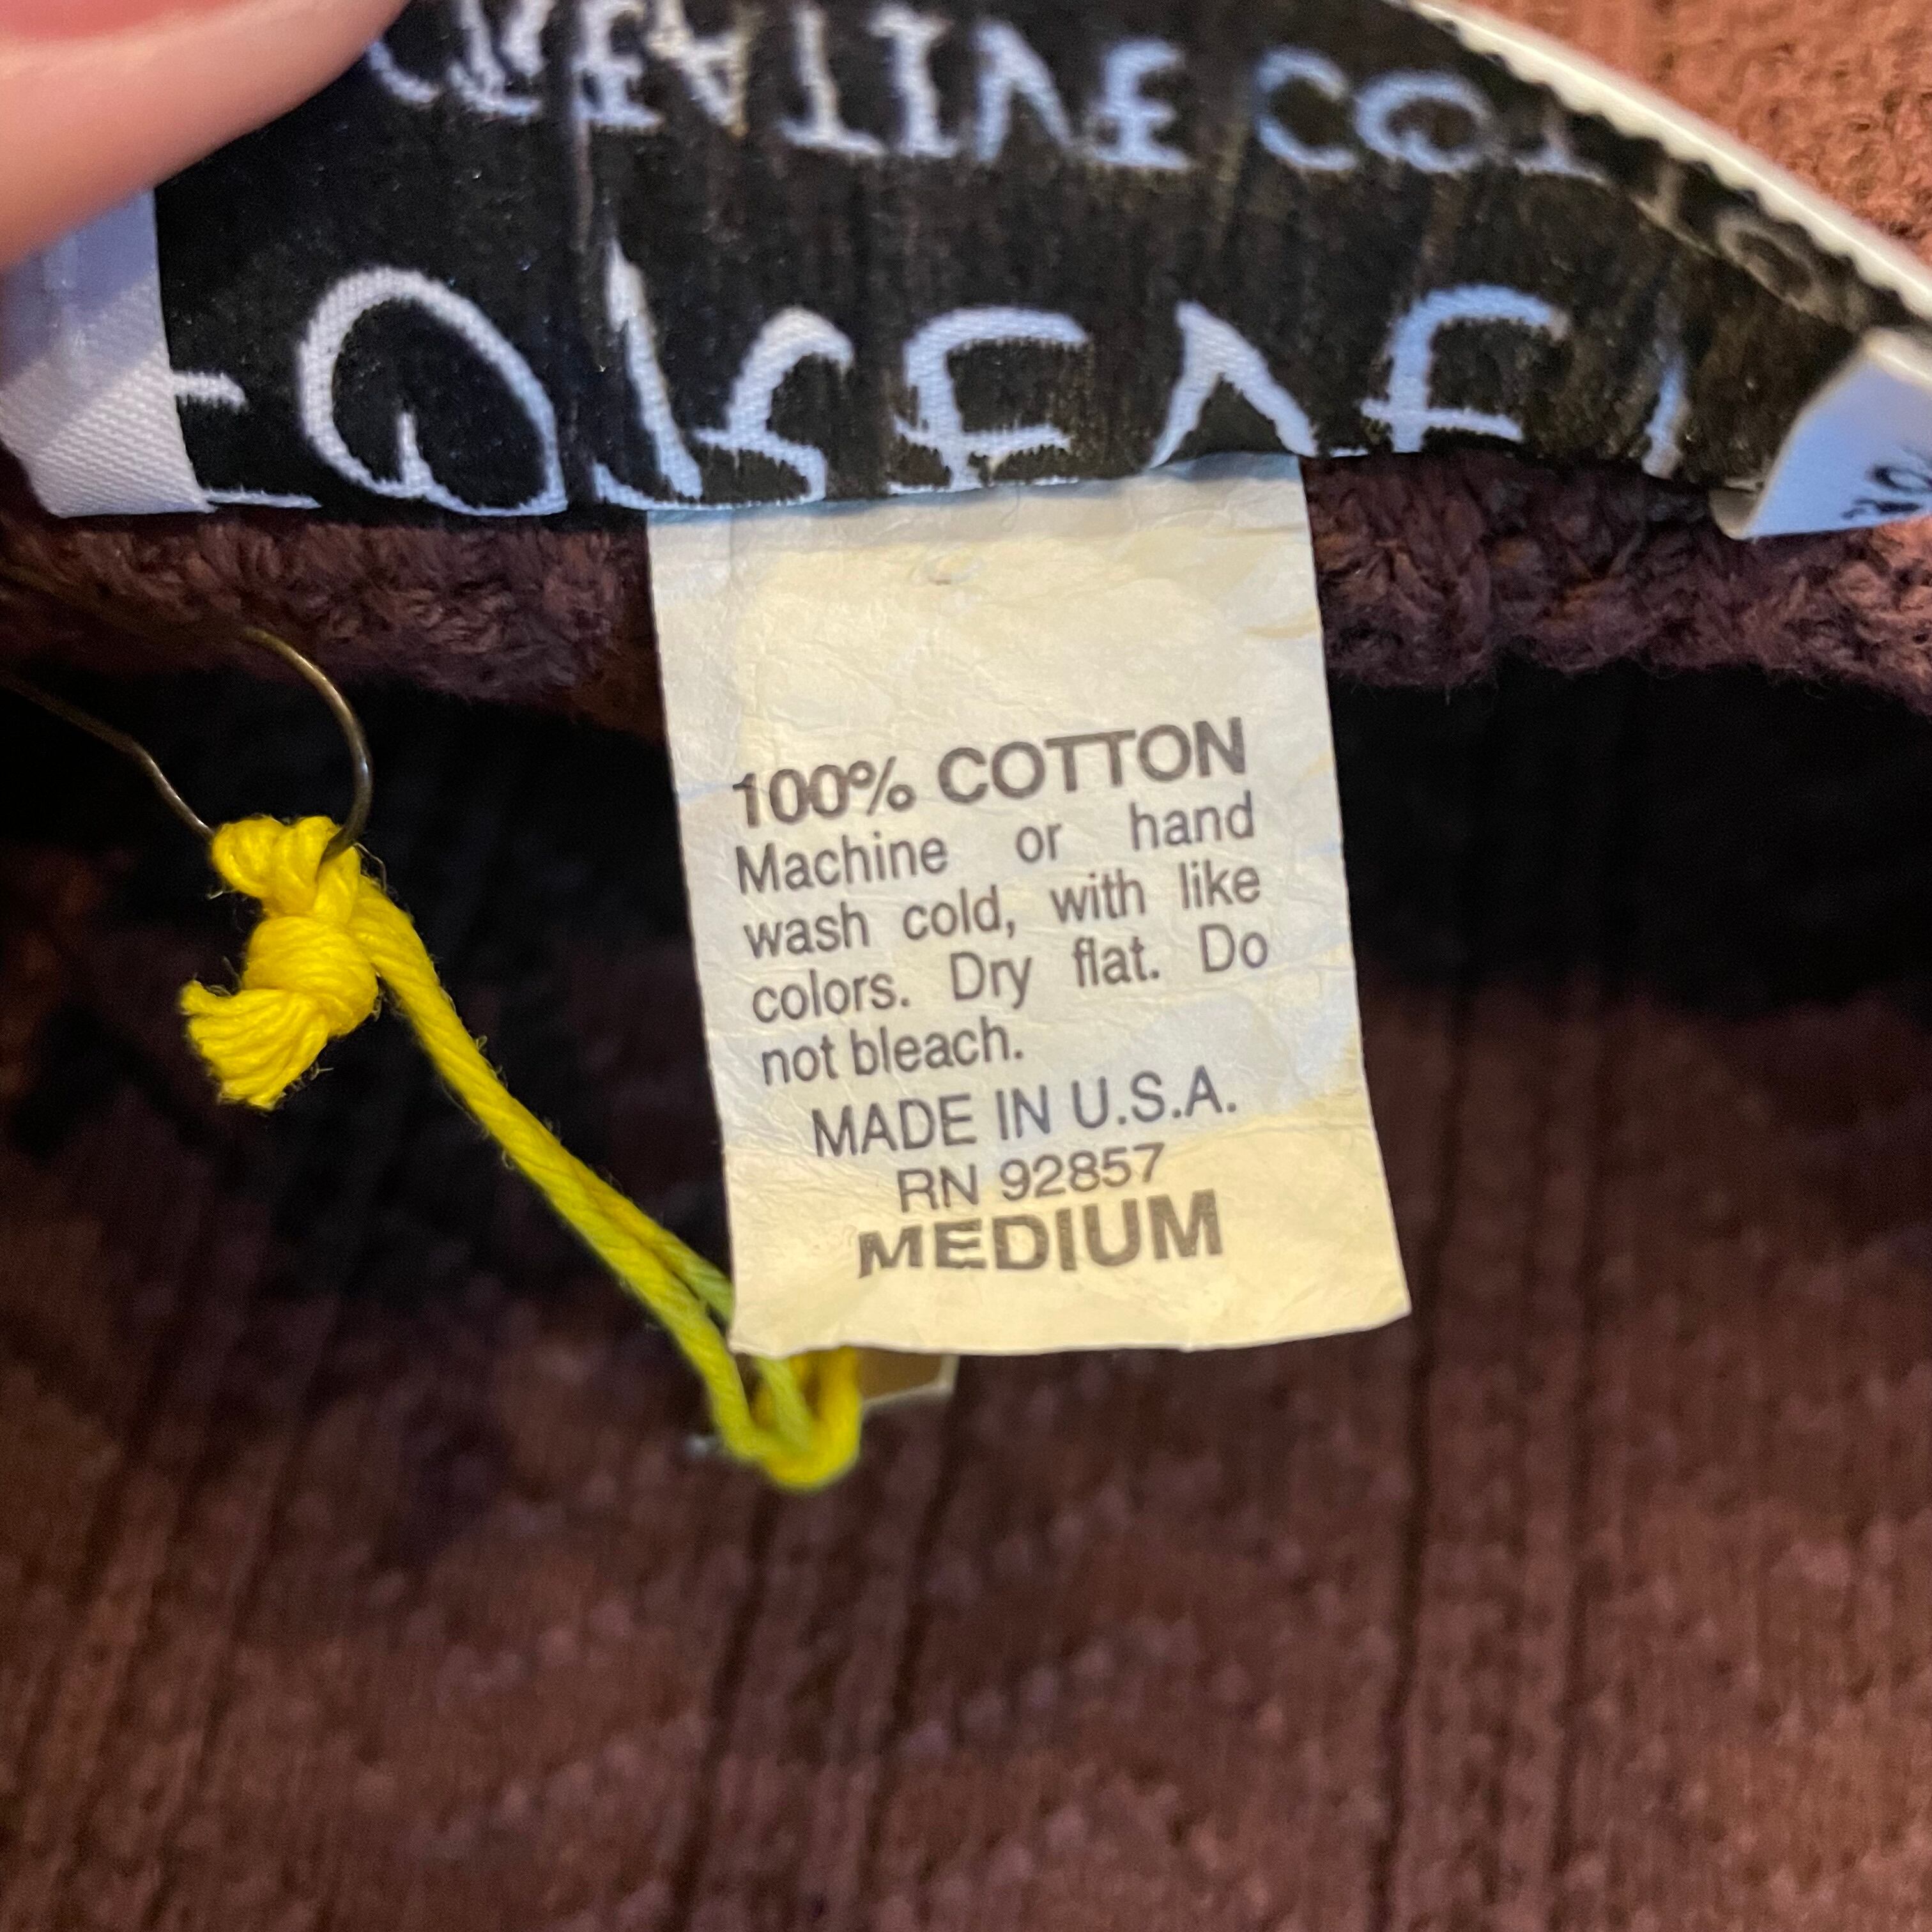 100% COTTON
Machine or hand
wash cold, with like
colors. Dry flat. Do
not bleach.
MADE IN U.S.A.
RN 92857
MEDIUM